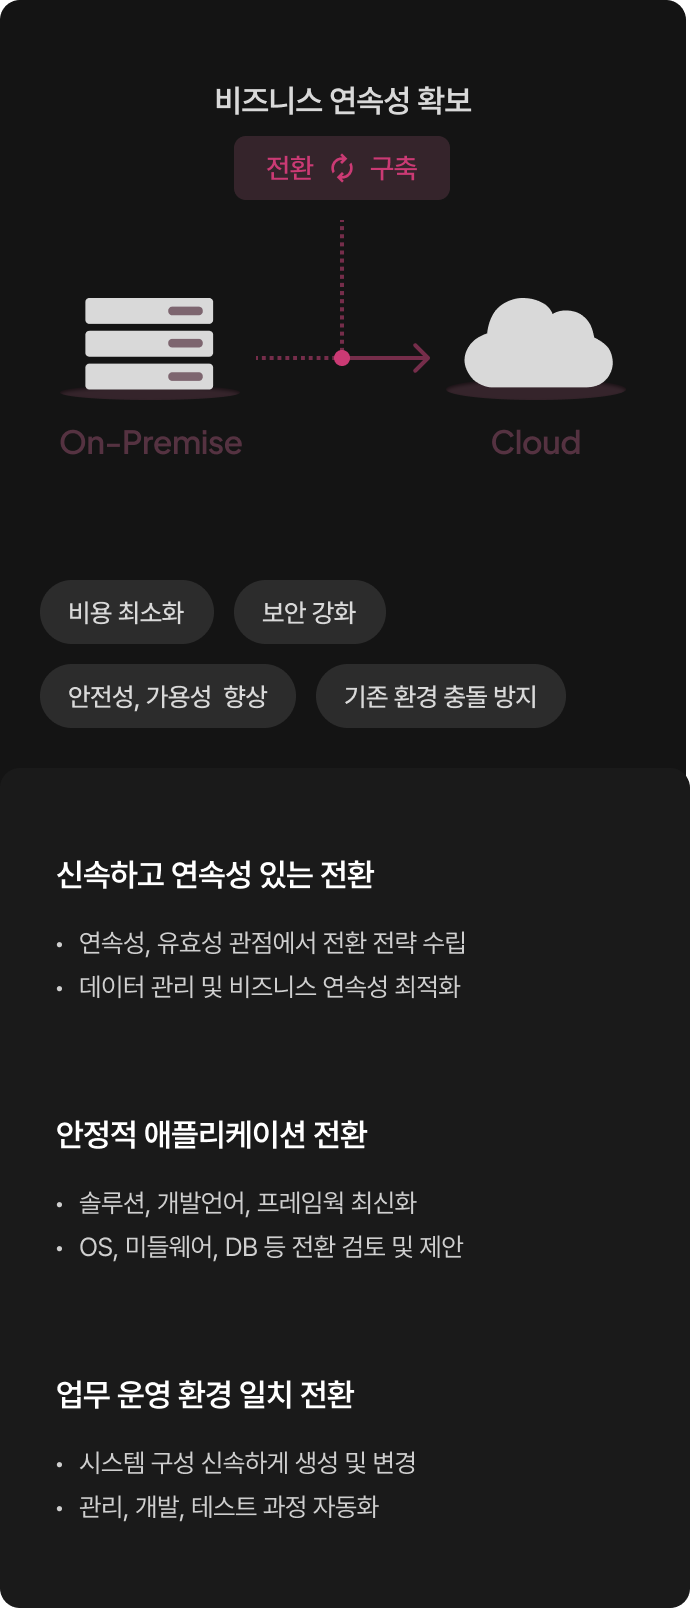 비즈니스 연속성 확보
전환 구축
On-Premise
Cloud
비용 최소화
보안 강화
안전성, 가용성 향상
기존 환경 충돌 방지
신속하고 연속성 있는 전환
• 연속성, 유효성 관점에서 전환 전략 수립
• 데이터 관리 및 비즈니스 연속성 최적화
안정적 애플리케이션 전환
• 솔루션, 개발언어, 프레임웍 최신화
• OS, 미들웨어, DB 등 전환 검토 및 제안
업무 운영 환경 일치 전환
• 시스템 구성 신속하게 생성 및 변경
• 관리, 개발, 테스트 과정 자동화